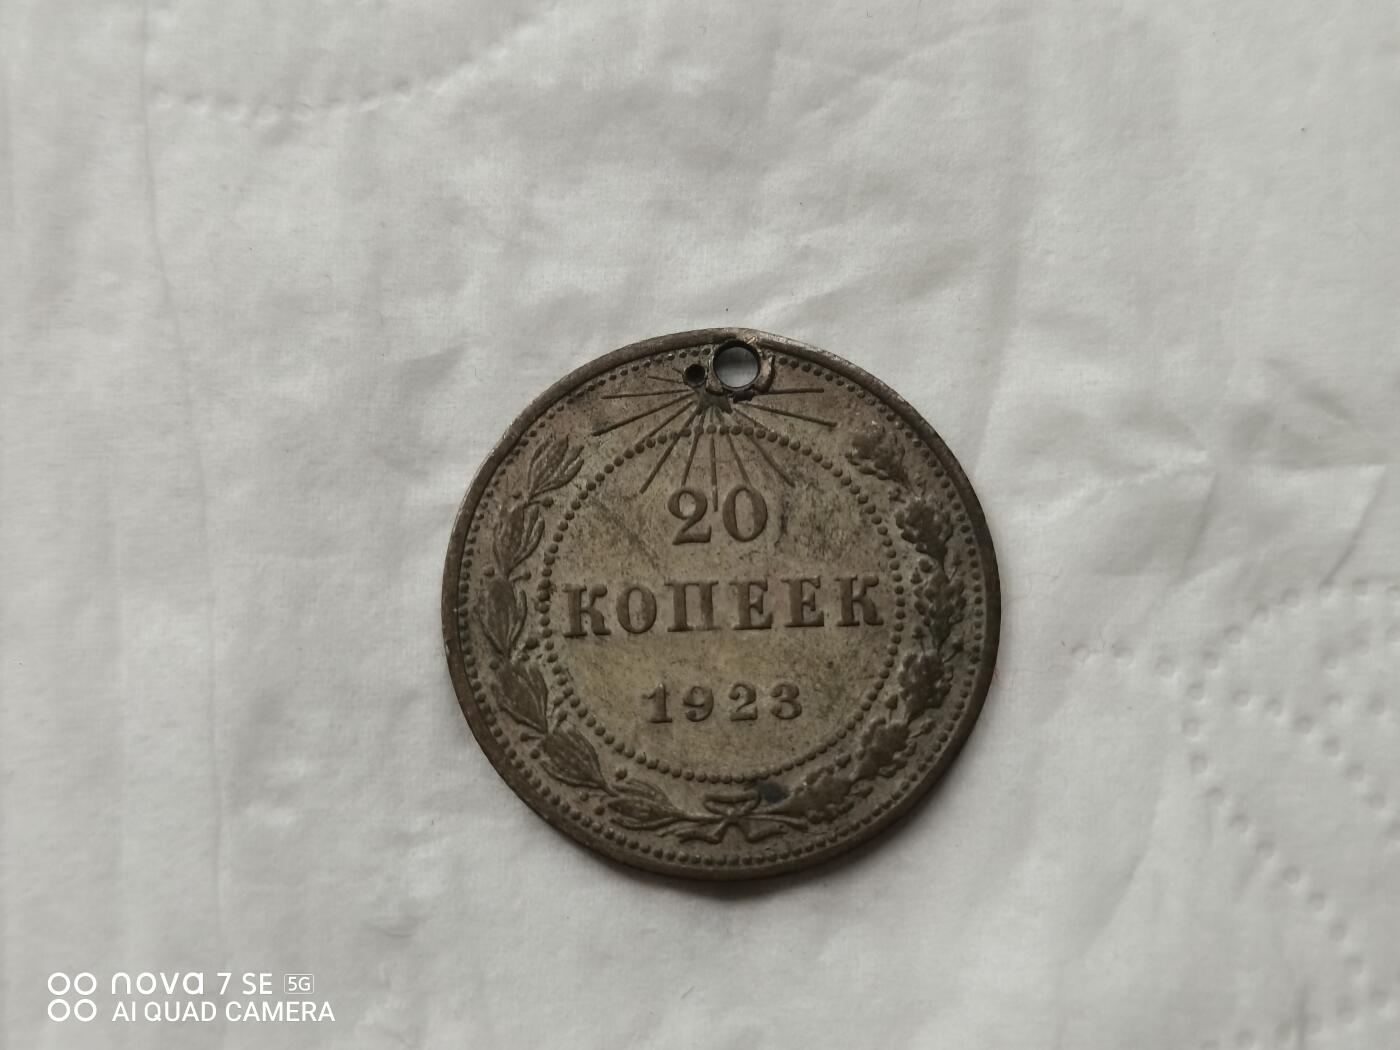 20
КОПЕЕК
1923
nova 7 SE 5G
AI QUAD CAMERA